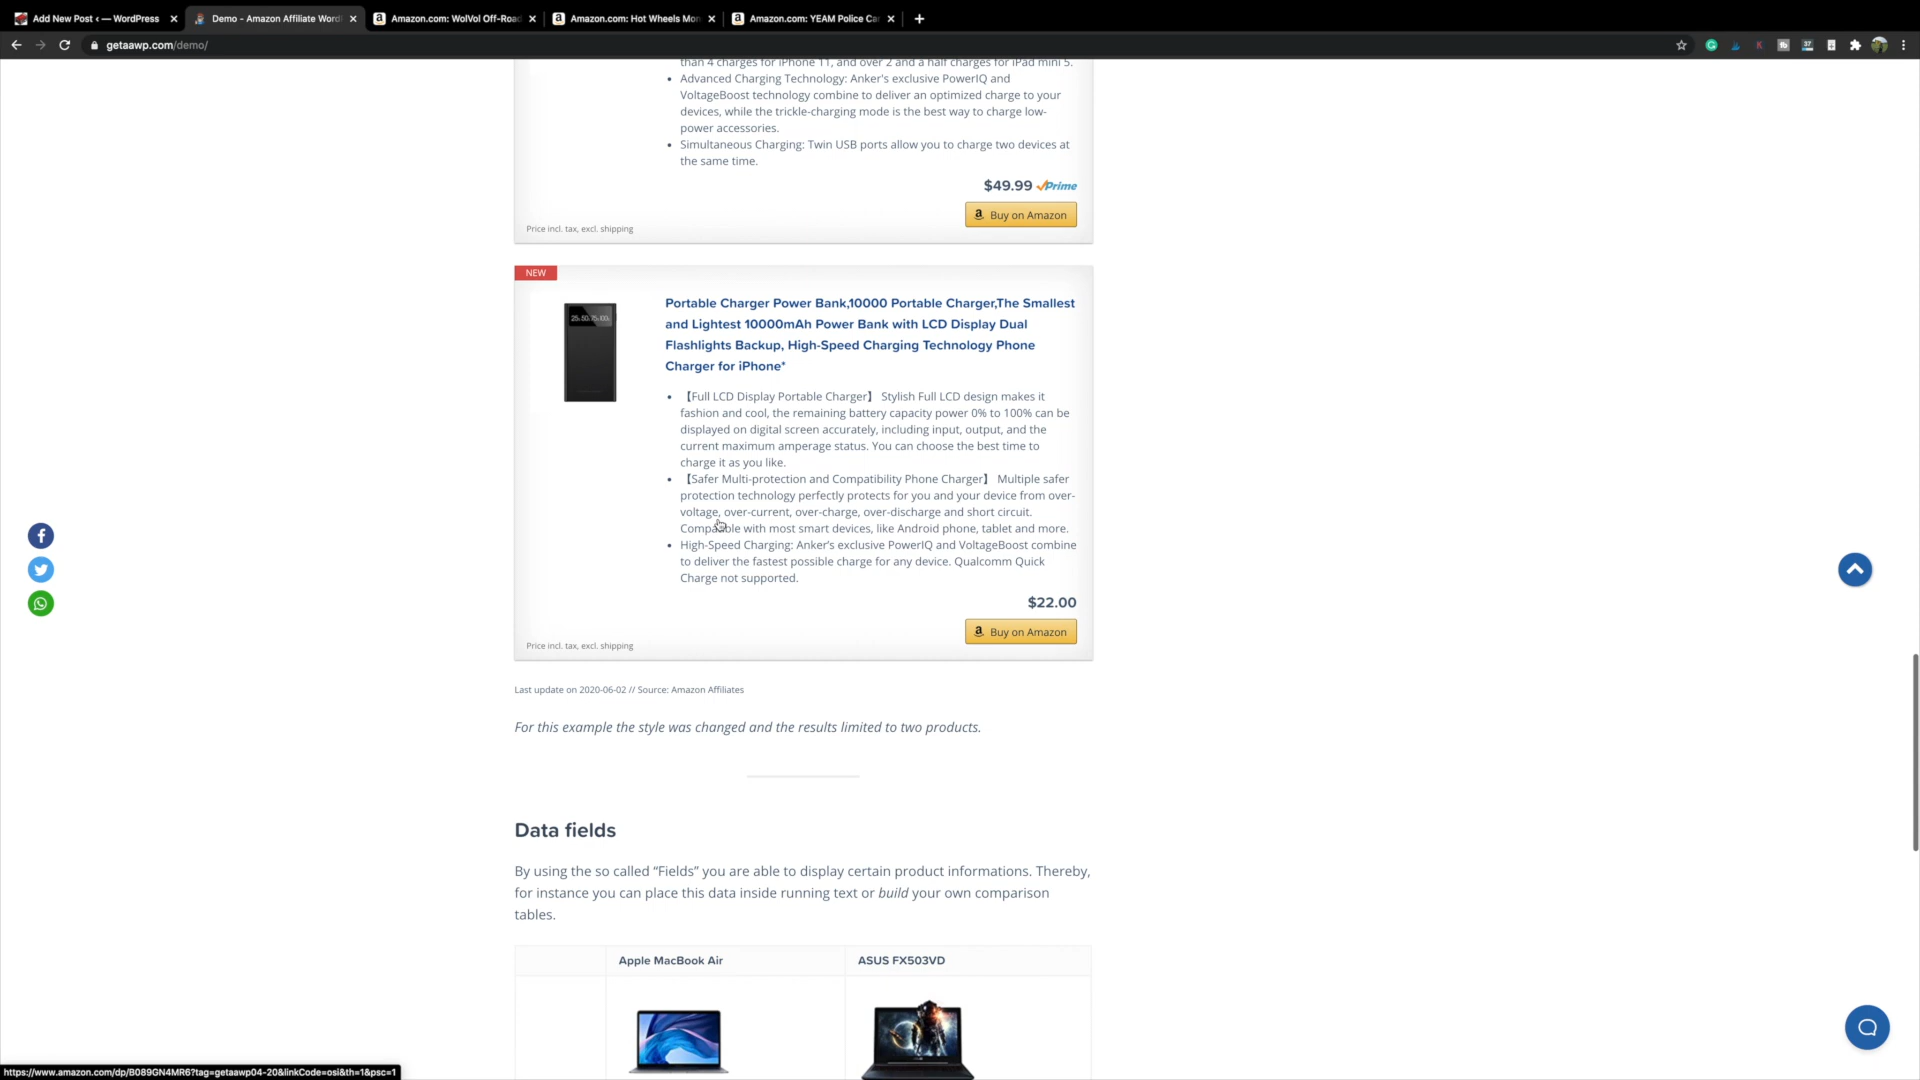 Add New Post ‹ — WordPress
Demo - Amazon Affiliate Word
Amazon.com: WolVol Off-Road
Amazon.com: Hot Wheels Mon
Amazon.com: YEAM Police Car
getaawp.com/demo/
than 4 charges for iPhone 11, and over 2 and a half charges for iPad mini 5.
• Advanced Charging Technology: Anker's exclusive PowerIQ and
VoltageBoost technology combine to deliver an optimized charge to your
devices, while the trickle-charging mode is the best way to charge low-
power accessories.
• Simultaneous Charging: Twin USB ports allow you to charge two devices at
the same time.
$49.99 Prime
Buy on Amazon
Price incl. tax, excl. shipping
NEW
Portable Charger Power Bank,10000 Portable Charger,The Smallest
and Lightest 10000mAh Power Bank with LCD Display Dual
Flashlights Backup, High-Speed Charging Technology Phone
Charger for iPhone*
• 【Full LCD Display Portable Charger】 Stylish Full LCD design makes it
fashion and cool, the remaining battery capacity power 0% to 100% can be
displayed on digital screen accurately, including input, output, and the
current maximum amperage status. You can choose the best time to
charge it as you like.
• 【Safer Multi-protection and Compatibility Phone Charger】 Multiple safer
protection technology perfectly protects for you and your device from over-
voltage, over-current, over-charge, over-discharge and short circuit.
Compatible with most smart devices, like Android phone, tablet and more.
• High-Speed Charging: Anker's exclusive PowerIQ and VoltageBoost combine
to deliver the fastest possible charge for any device. Qualcomm Quick
Charge not supported.
$22.00
Buy on Amazon
Price incl. tax, excl. shipping
Last update on 2020-06-02 // Source: Amazon Affiliates
For this example the style was changed and the results limited to two products.
Data fields
By using the so called “Fields” you are able to display certain product informations. Thereby,
for instance you can place this data inside running text or build your own comparison
tables.
Apple MacBook Air
ASUS FX503VD
https://www.amazon.com/dp/B089GN4MR6?tag=getaawp04-20&linkCode=osi&th=1&psc=1